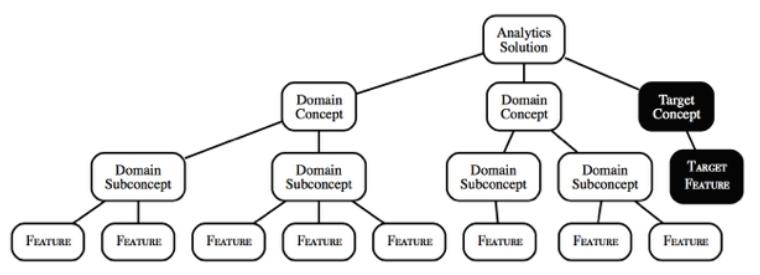 Analytics
Solution
Domain
Concept
Domain
Concept
Target
Concept
Domain
Subconcept
Domain
Subconcept
Domain
Subconcept
Domain
Subconcept
TARGET
FEATURE
FEATURE
FEATURE
FEATURE
FEATURE
FEATURE
FEATURE
FEATURE
FEATURE